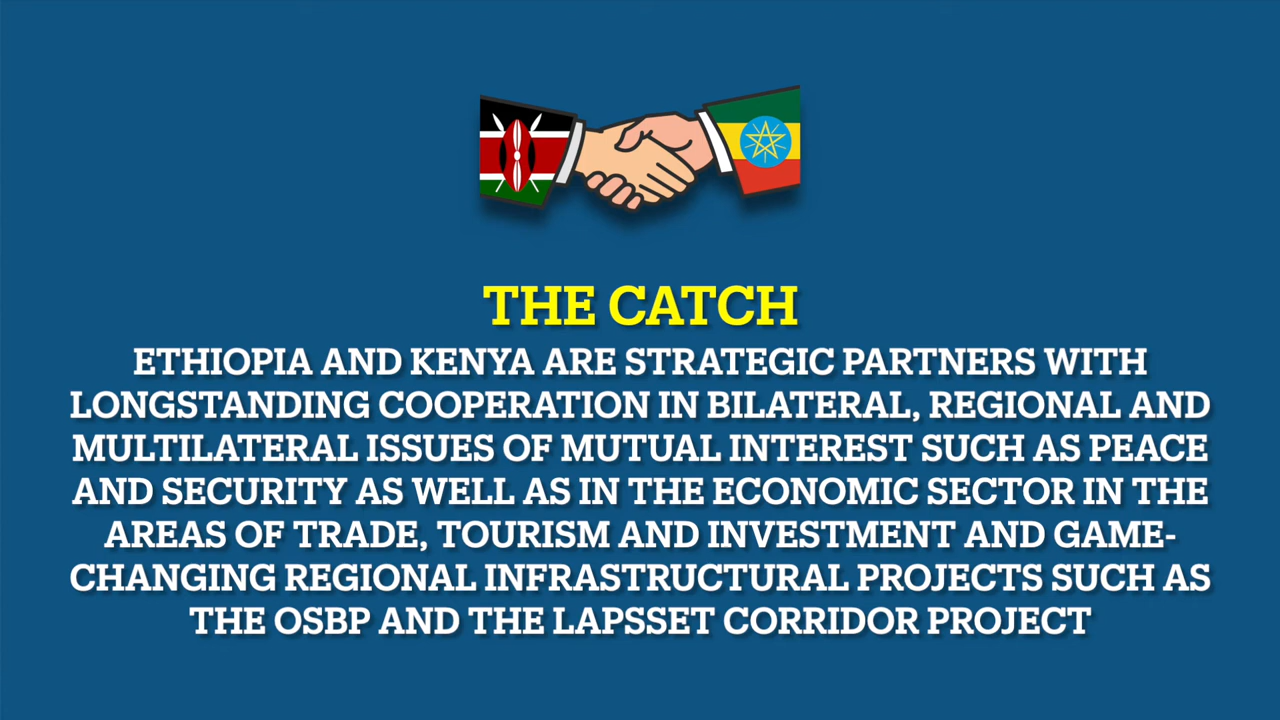 THE CATCH
ETHIOPIA AND KENYA ARE STRATEGIC PARTNERS WITH
LONGSTANDING COOPERATION IN BILATERAL, REGIONAL AND
MULTILATERAL ISSUES OF MUTUAL INTEREST SUCH AS PEACE
AND SECURITY AS WELL AS IN THE ECONOMIC SECTOR IN THE
AREAS OF TRADE, TOURISM AND INVESTMENT AND GAME-
CHANGING REGIONAL INFRASTRUCTURAL PROJECTS SUCH AS
THE OSBP AND THE LAPSSET CORRIDOR PROJECT